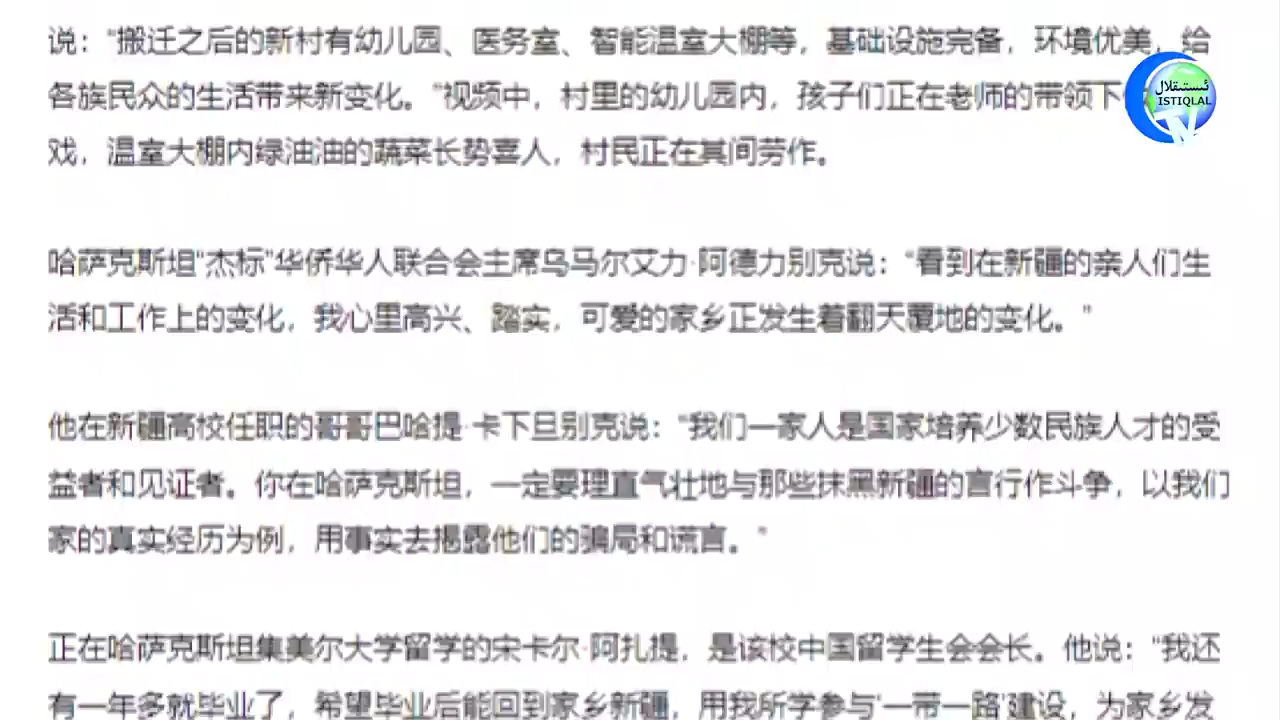 说：“搬迁之后的新村有幼儿园、医务室、智能温室大棚等，基础设施完备，环境优美，给
各族民众的生活带来新变化。”视频中，村里的幼儿园内，孩子们正在老师的带领下
戏，温室大棚内绿油油的蔬菜长势喜人，村民正在其间劳作。
哈萨克斯坦“杰标”华侨华人联合会主席乌马尔艾力·阿德力别克说：“看到在新疆的亲人们生
活和工作上的变化，我心里高兴、踏实，可爱的家乡正发生着翻天覆地的变化。”
他在新疆高校任职的哥哥巴哈提·卡下旦别克说：“我们一家人是国家培养少数民族人才的受
益者和见证者。你在哈萨克斯坦，一定要理直气壮地与那些抹黑新疆的言行作斗争，以我们
家的真实经历为例，用事实去揭露他们的骗局和谎言。”
正在哈萨克斯坦集美尔大学留学的宋卡尔·阿扎提，是该校中国留学生会会长。他说：“我还
有一年多就毕业了，希望毕业后能回到家乡新疆，用我所学参与‘一带一路’建设，为家乡发
ئىستىقلال
ISTIQLAL
TV